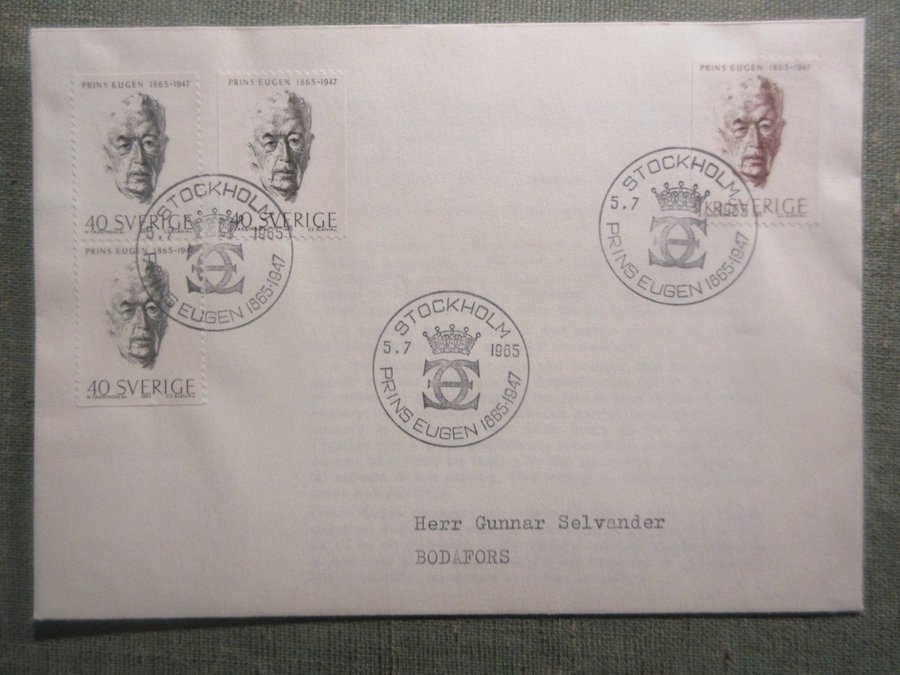 PRINS EUGEN 1865-1947
40 SVERIGE
PRINS EUGEN 1865-1947
40 SVERIGE
PRINS EUGEN 1865-1947
40 SVERIGE
PRINS EUGEN 1865-1947
SVERIGE
STOCKHOLM
5.7 1965
PRINS EUGEN 1865-1947
STOCKHOLM
5.7 1965
PRINS EUGEN 1865-1947
STOCKHOLM
5.7 1965
PRINS EUGEN 1865-1947
Herr Gunnar Selvander
BODAFORS